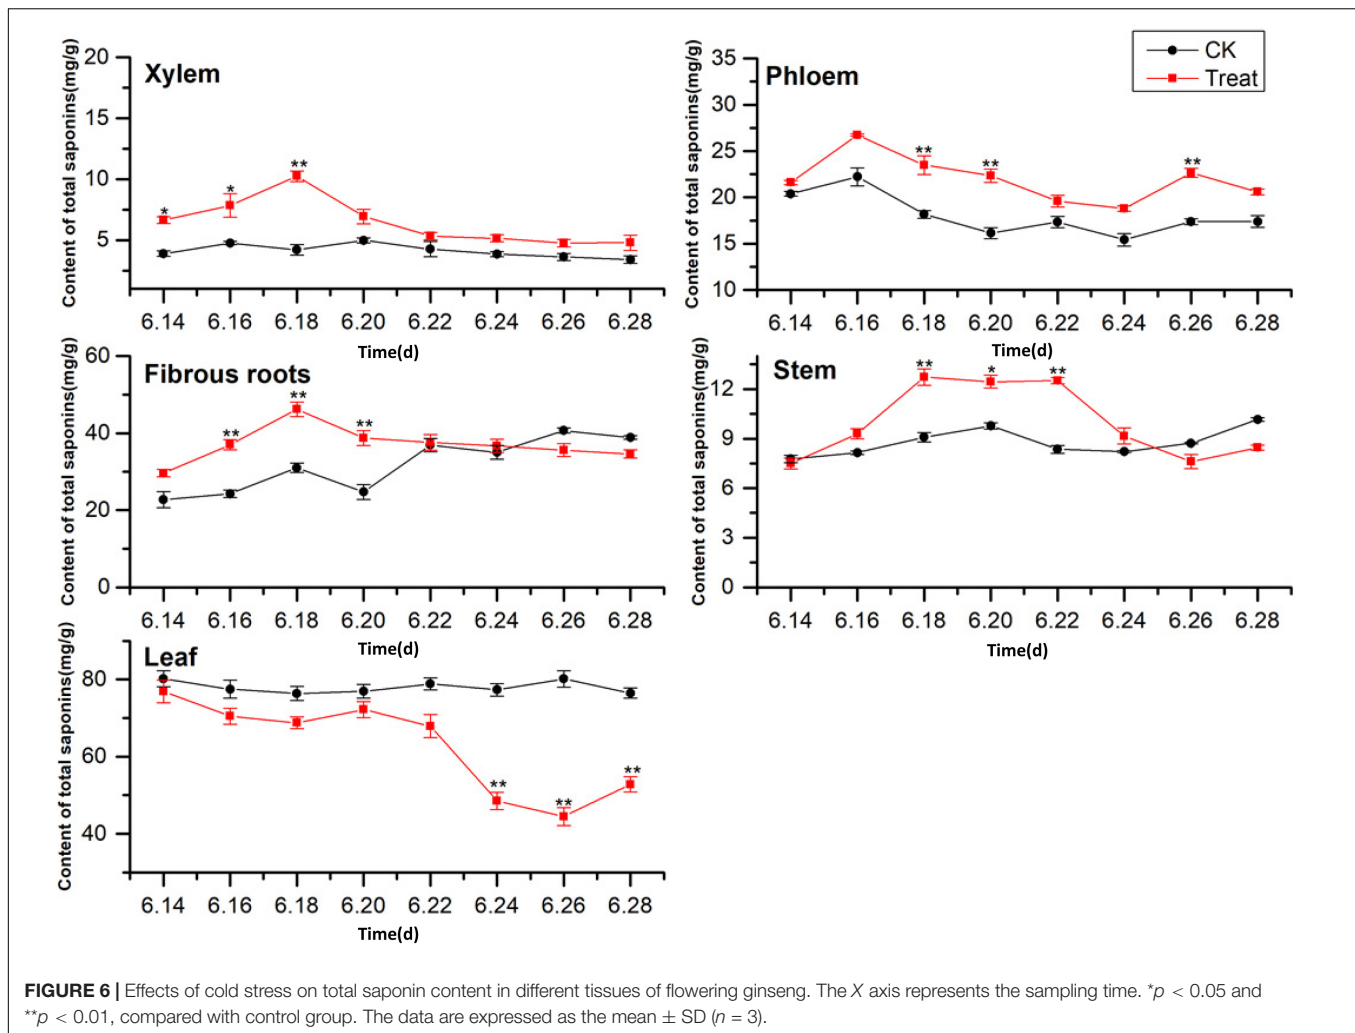 Xylem
Content of total saponins(mg/g)
20
15
10
5
*
*
**
6.14 6.16 6.18 6.20 6.22 6.24 6.26 6.28
Time(d)
Phloem
CK
Treat
Content of total saponins(mg/g)
35
30
25
20
15
10
**
**
**
6.14 6.16 6.18 6.20 6.22 6.24 6.26 6.28
Time(d)
Fibrous roots
Content of total saponins(mg/g)
60
40
20
0
**
**
**
6.14 6.16 6.18 6.20 6.22 6.24 6.26 6.28
Time(d)
Stem
Content of total saponins(mg/g)
12
9
6
3
0
**
*
**
6.14 6.16 6.18 6.20 6.22 6.24 6.26 6.28
Time(d)
Leaf
Content of total saponins(mg/g)
80
60
40
**
**
**
6.14 6.16 6.18 6.20 6.22 6.24 6.26 6.28
Time(d)
FIGURE 6 | Effects of cold stress on total saponin content in different tissues of flowering ginseng. The X axis represents the sampling time. *p < 0.05 and
**p < 0.01, compared with control group. The data are expressed as the mean ± SD (n = 3).